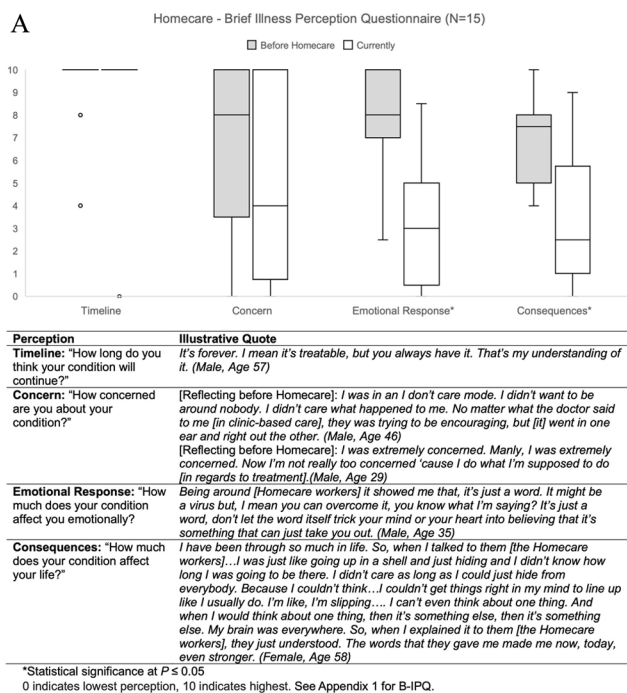 A
Homecare - Brief Illness Perception Questionnaire (N=15)
Before Homecare Currently
10
9
8
7
6
5
4
3
2
1
0
Timeline Concern Emotional Response* Consequences*
Perception Illustrative Quote
Timeline: “How long do you
think your condition will
continue?”
It’s forever. I mean it’s treatable, but you always have it. That’s my understanding of
it. (Male, Age 57)
Concern: “How concerned
are you about your
condition?”
[Reflecting before Homecare]: I was in an I don’t care mode. I didn’t want to be
around nobody. I didn’t care what happened to me. No matter what the doctor said
to me [in clinic-based care], they was trying to be encouraging, but [it] went in one
ear and right out the other. (Male, Age 46)
[Reflecting before Homecare]: I was extremely concerned. Manly, I was extremely
concerned. Now I’m not really too concerned ‘cause I do what I’m supposed to do
[in regards to treatment].(Male, Age 29)
Emotional Response: “How
much does your condition
affect you emotionally?
Being around [Homecare workers] it showed me that, it’s just a word. It might be
a virus but, I mean you can overcome it, you know what I’m saying? It’s just a
word, don’t let the word itself trick your mind or your heart into believing that it’s
something that can just take you out. (Male, Age 35)
Consequences: “How much
does your condition affect
your life?”
I have been through so much in life. So, when I talked to them [the Homecare
workers]…I was just like going up in a shell and just hiding and I didn’t know how
long I was going to be there. I didn’t care as long as I could just hide from
everybody. Because I couldn’t think…I couldn’t get things right in my mind to line up
like I usually do. I’m like, I’m slipping…. I can’t even think about one thing. And
when I would think about one thing, then it’s something else, then it’s something
else. My brain was everywhere. So, when I explained it to them [the Homecare
workers], they just understood. The words that they gave me made me now, today,
even stronger. (Female, Age 58)
*Statistical significance at P ≤ 0.05
0 indicates lowest perception, 10 indicates highest. See Appendix 1 for B-IPQ.